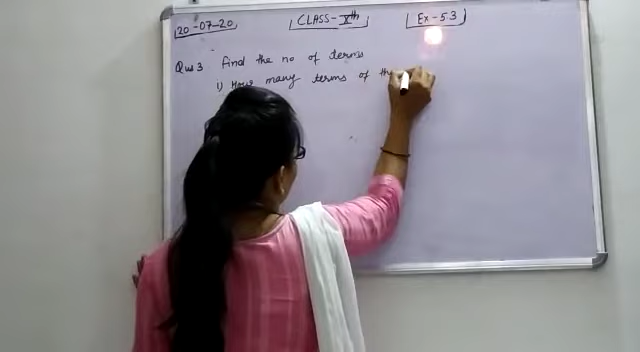 20-07-20 CLASS-Xth Ex-5.3
Qus 3 Find the no of terms
i) How many terms of the